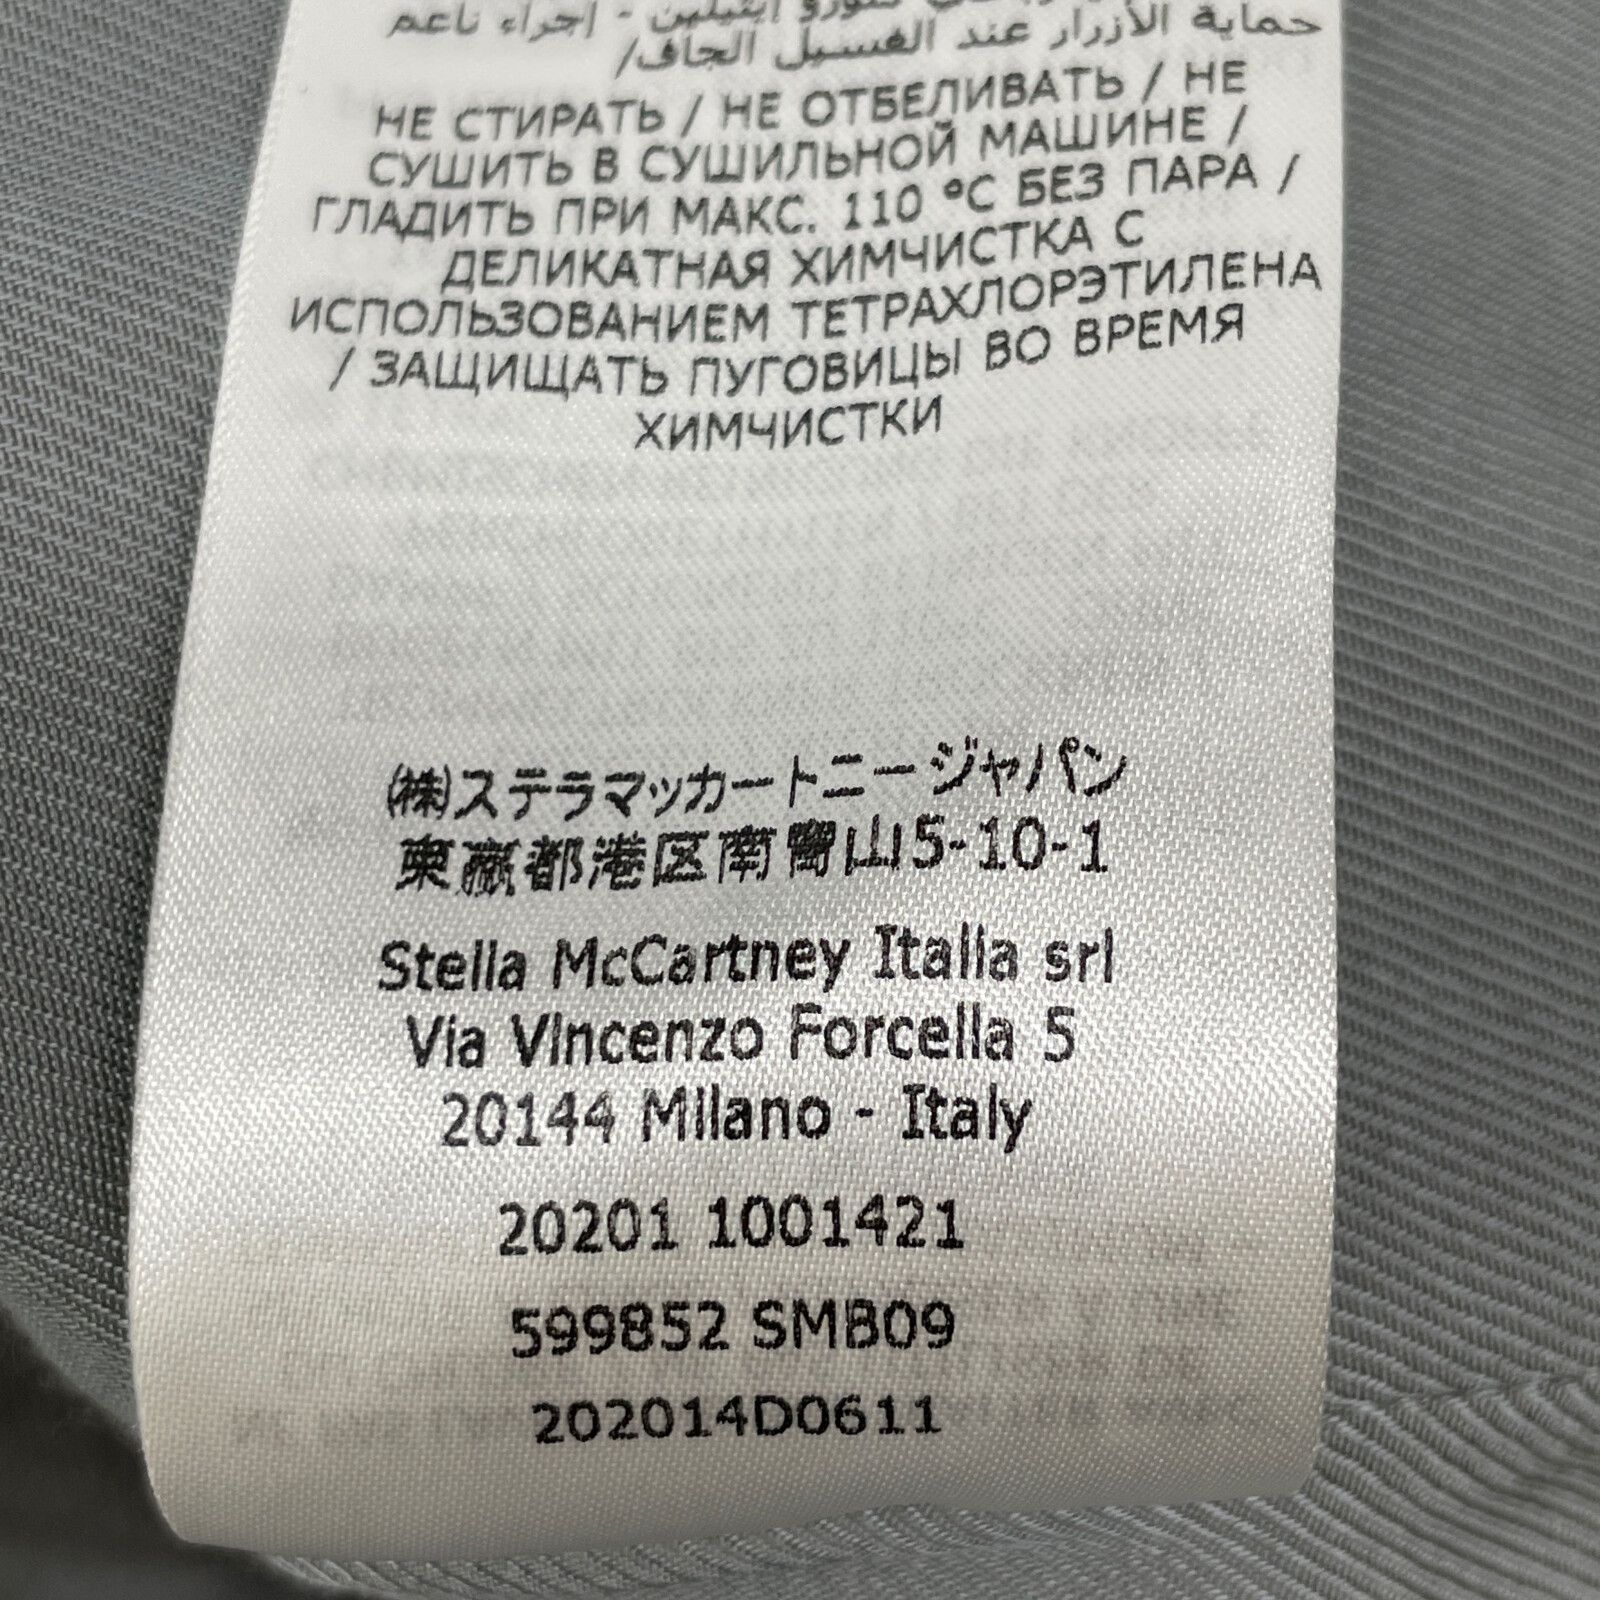 إيثيلين - إجراء ناعم
حماية الأزرار عند الغسيل الجاف/
НЕ СТИРАТЬ / НЕ ОТБЕЛИВАТЬ / НЕ
СУШИТЬ В СУШИЛЬНОЙ МАШИНЕ /
ГЛАДИТЬ ПРИ МАКС. 110 °C БЕЗ ПАРА /
ДЕЛИКАТНАЯ ХИМЧИСТКА С
ИСПОЛЬЗОВАНИЕМ ТЕТРАХЛОРЭТИЛЕНА
/ ЗАЩИЩАТЬ ПУГОВИЦЫ ВО ВРЕМЯ
ХИМЧИСТКИ
(株)ステラマッカートニージャパン
東京都港区南青山5-10-1
Stella McCartney Italia srl
Via Vincenzo Forcella 5
20144 Milano - Italy
20201 1001421
599852 SMB09
202014D0611